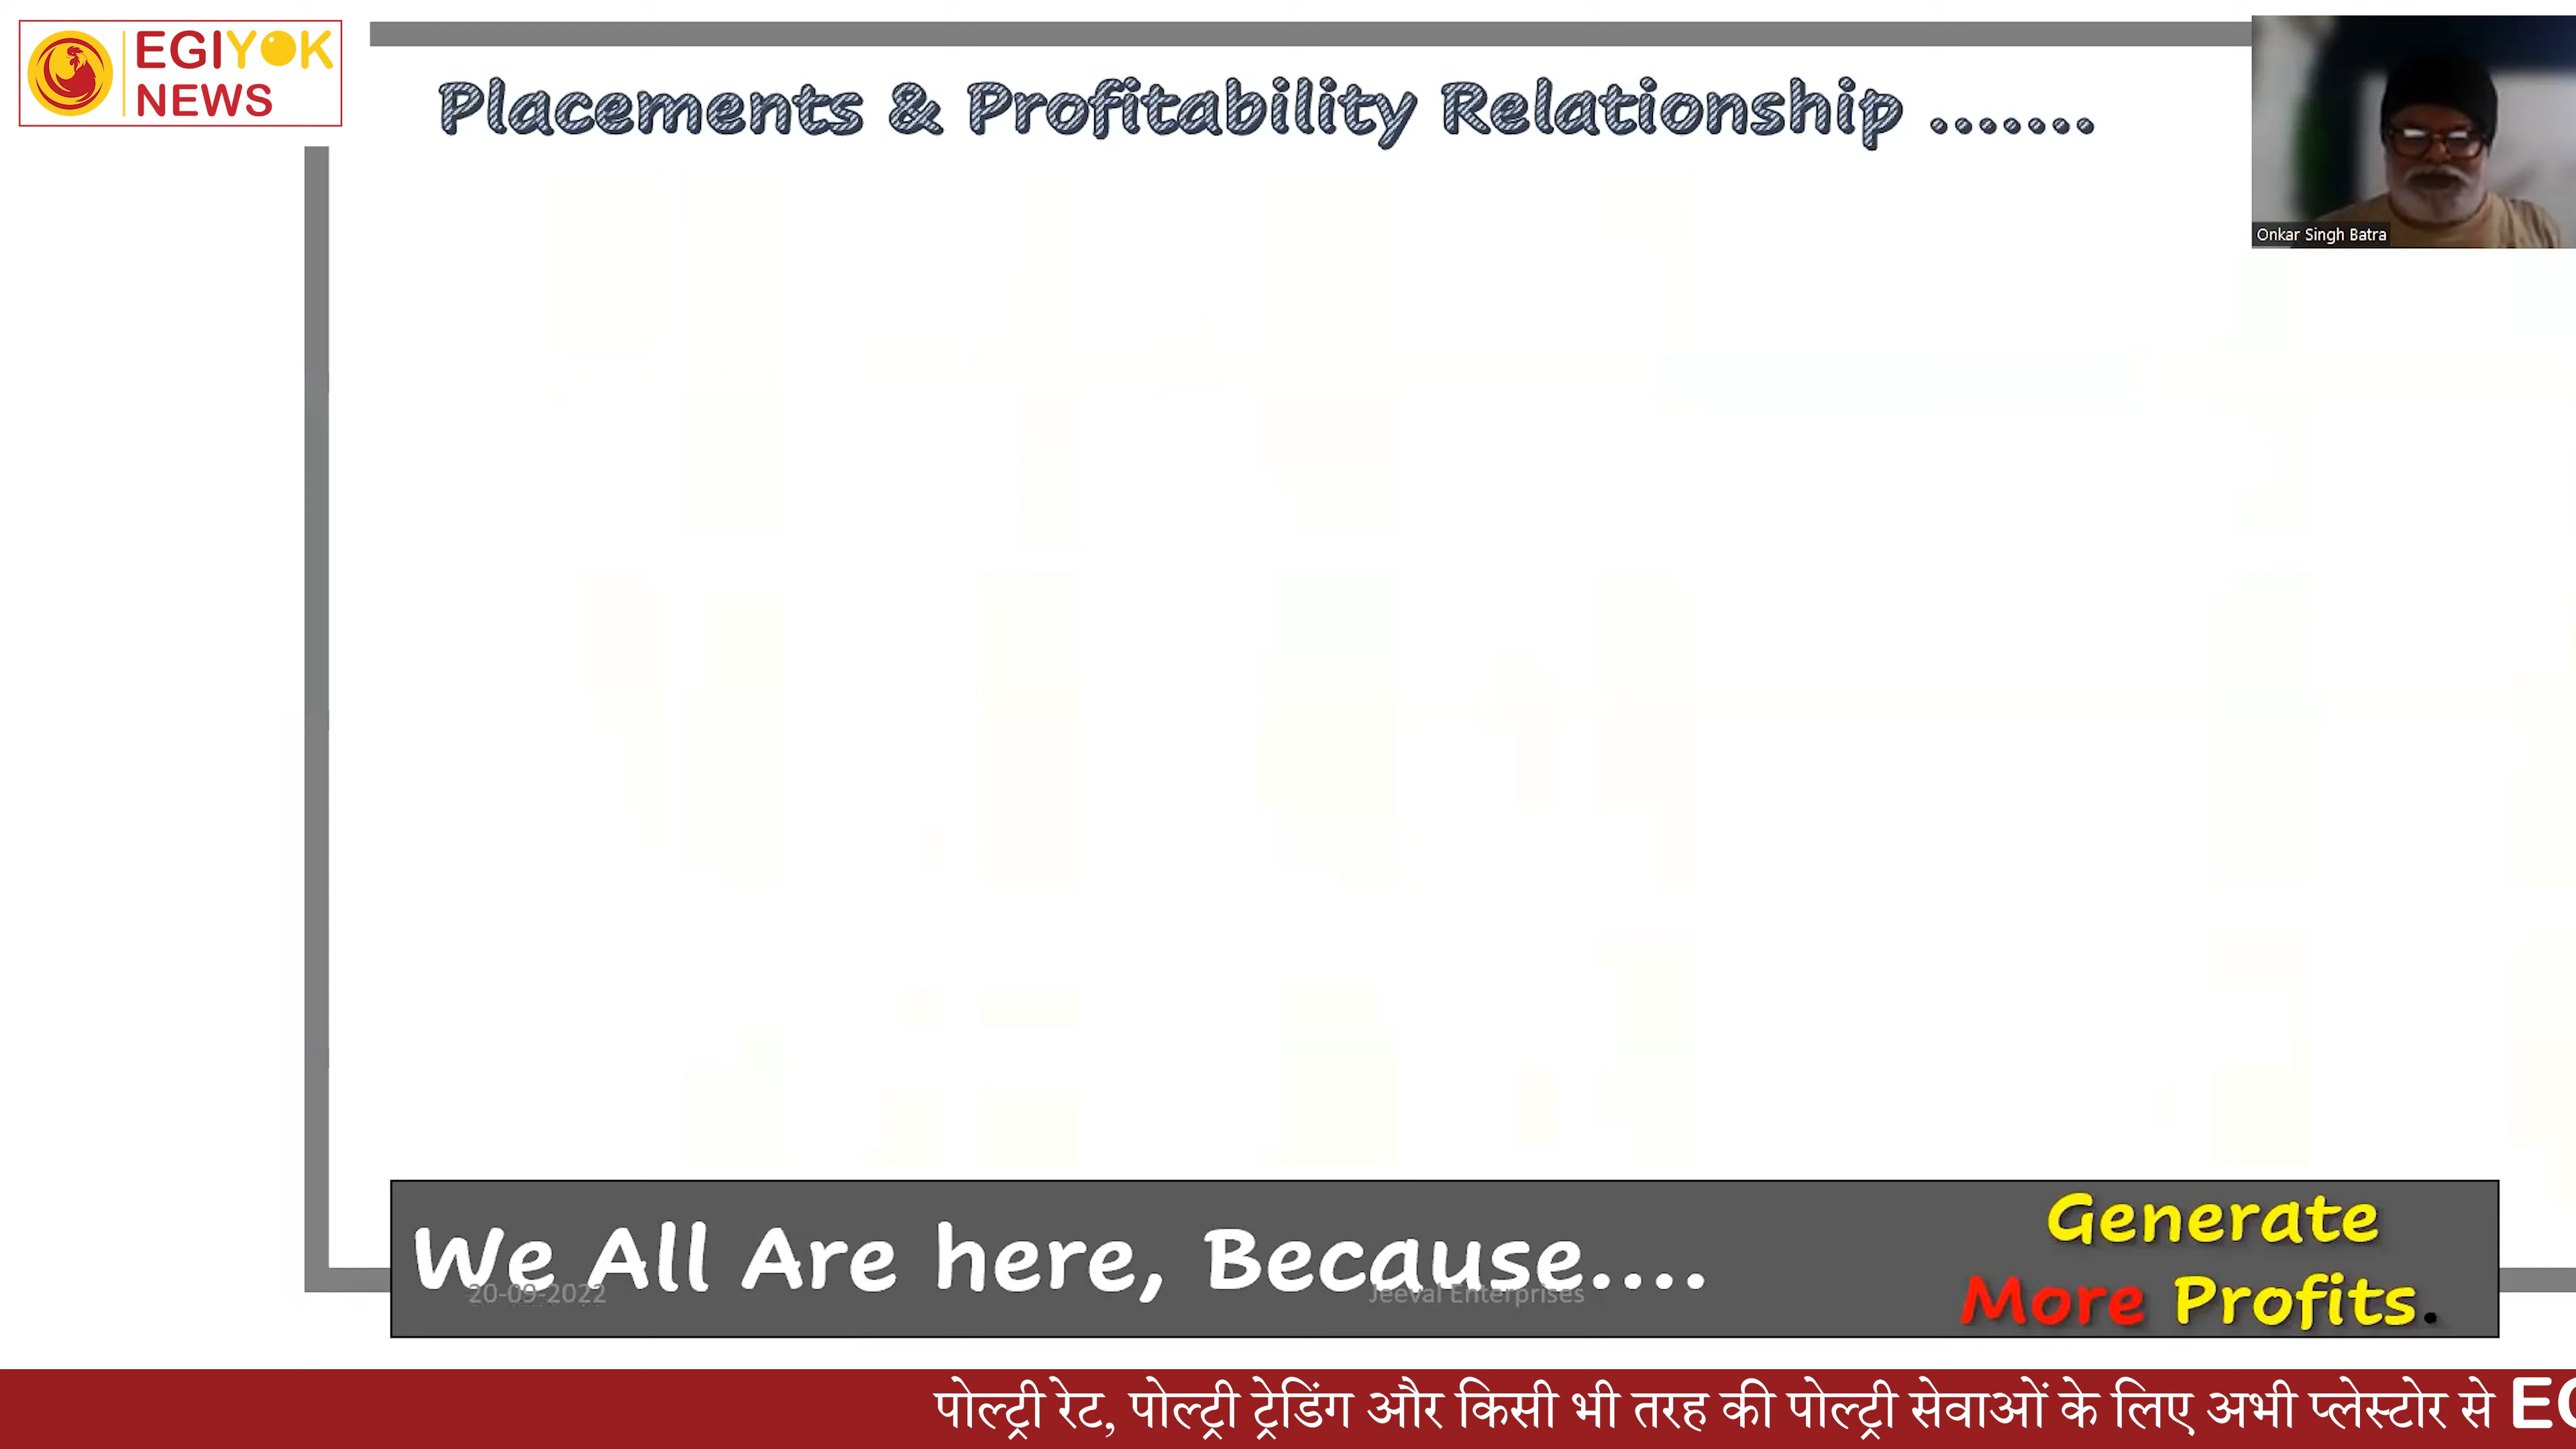 EGIYOK
NEWS
Placements & Profitability Relationship .......
Onkar Singh Batra
We All Are here, Because....
Generate
More Profits.
20-09-2022
Jeeval Enterprises
पोल्ट्री रेट, पोल्ट्री ट्रेडिंग और किसी भी तरह की पोल्ट्री सेवाओं के लिए अभी प्लेस्टोर से